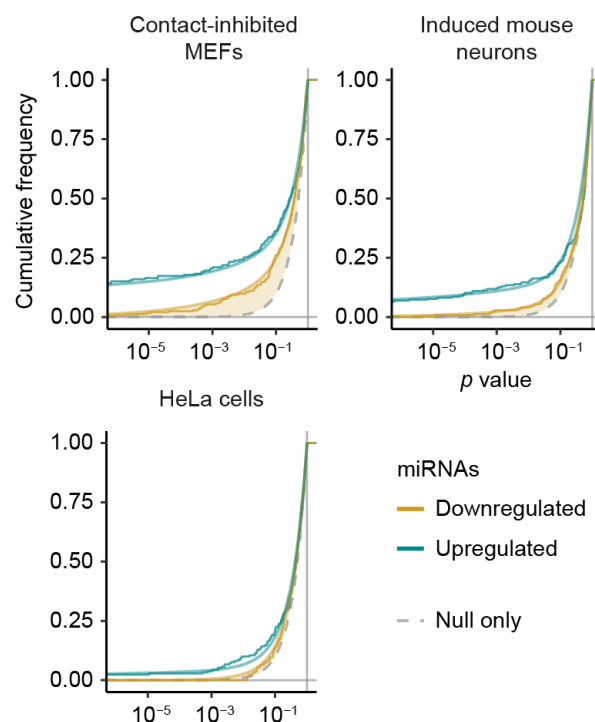 Contact-inhibited
MEFs
Induced mouse
neurons
Cumulative frequency
1.00
0.75
0.50
0.25
0.00
10⁻⁵
10⁻³
10⁻¹
1.00
0.75
0.50
0.25
0.00
10⁻⁵
10⁻³
10⁻¹
p value
HeLa cells
1.00
0.75
0.50
0.25
0.00
10⁻⁵
10⁻³
10⁻¹
miRNAs
Downregulated
Upregulated
Null only